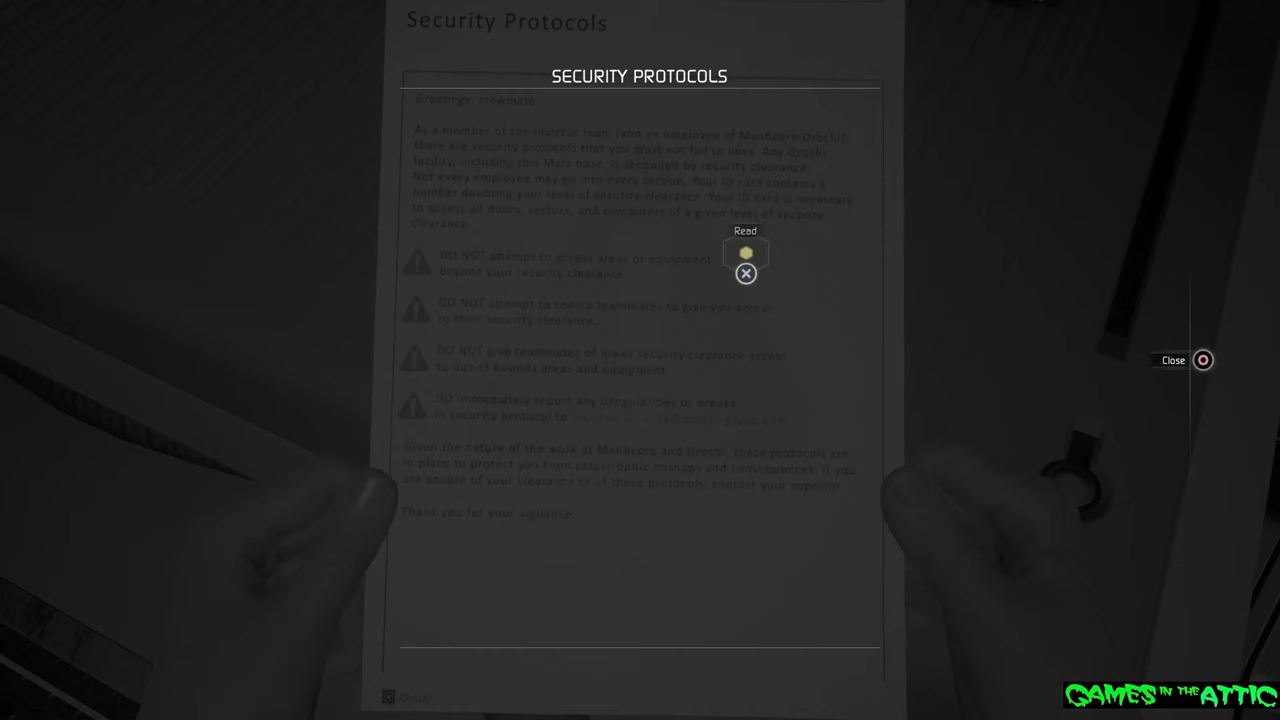 Security Protocols
SECURITY PROTOCOLS
Greetings, crewmate
As a member of the Invictus team (and an employee of Manticore-Orochi),
there are security protocols that you must not fail to obey. Any Orochi
facility, including this Mars base, is sectioned by security clearance.
Not every employee may go into every section. Your ID card contains a
number denoting your level of security clearance. Your ID card is necessary
to access all doors, sectors, and computers of a given level of security
clearance.
Read
DO NOT attempt to access areas or equipment
beyond your security clearance.
DO NOT attempt to coerce teammates to give you access
to their security clearance.
DO NOT give teammates of lower security clearance access
to out of bounds areas and equipment.
Close
DO immediately report any irregularities or breaks
in security protocol to
Given the nature of the work at Manticore and Orochi, these protocols are
in place to protect you from catastrophic mishaps and consequences. If you
are unsure of your clearance or of these protocols, contact your superior
Thank you for your vigilance.
Orochi
GAMES IN THE ATTIC